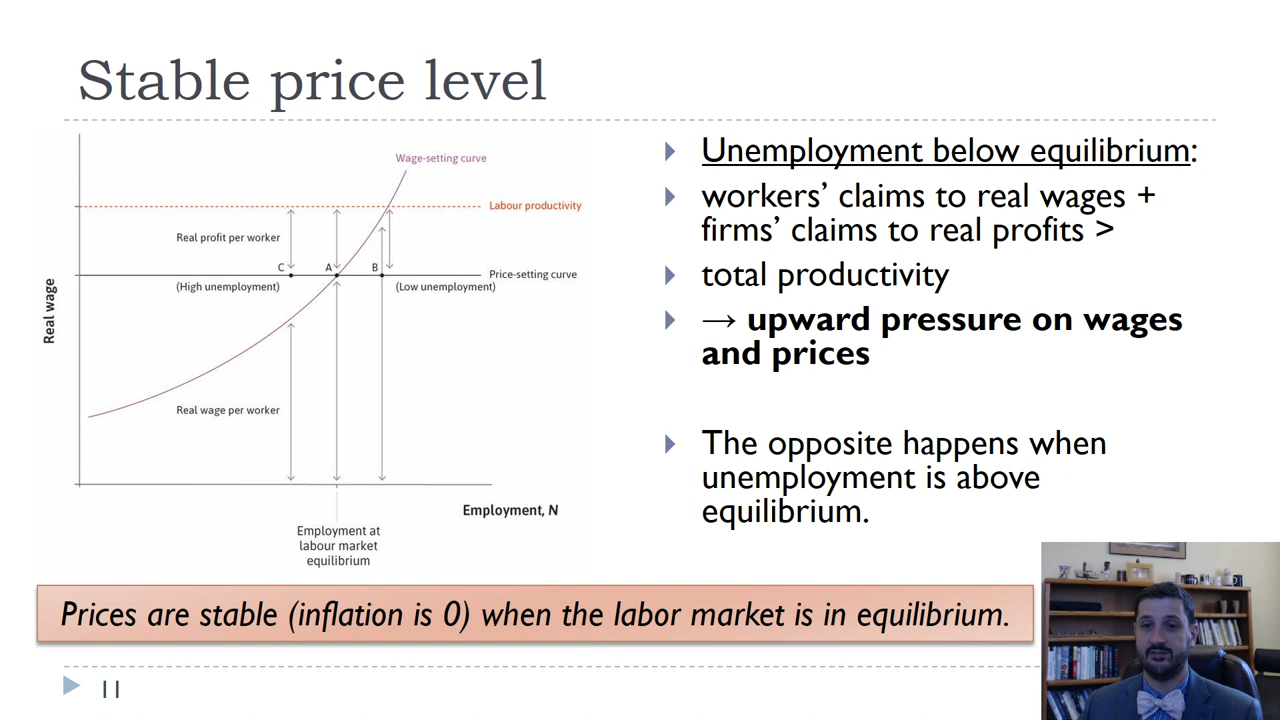 Stable price level
Wage-setting curve
Labour productivity
Real profit per worker
C
A
B
Price-setting curve
(High unemployment)
(Low unemployment)
Real wage
Real wage per worker
Employment, N
Employment at
labour market
equilibrium
Unemployment below equilibrium:
workers’ claims to real wages +
firms’ claims to real profits >
total productivity
→ upward pressure on wages
and prices
The opposite happens when
unemployment is above
equilibrium.
Prices are stable (inflation is 0) when the labor market is in equilibrium.
11